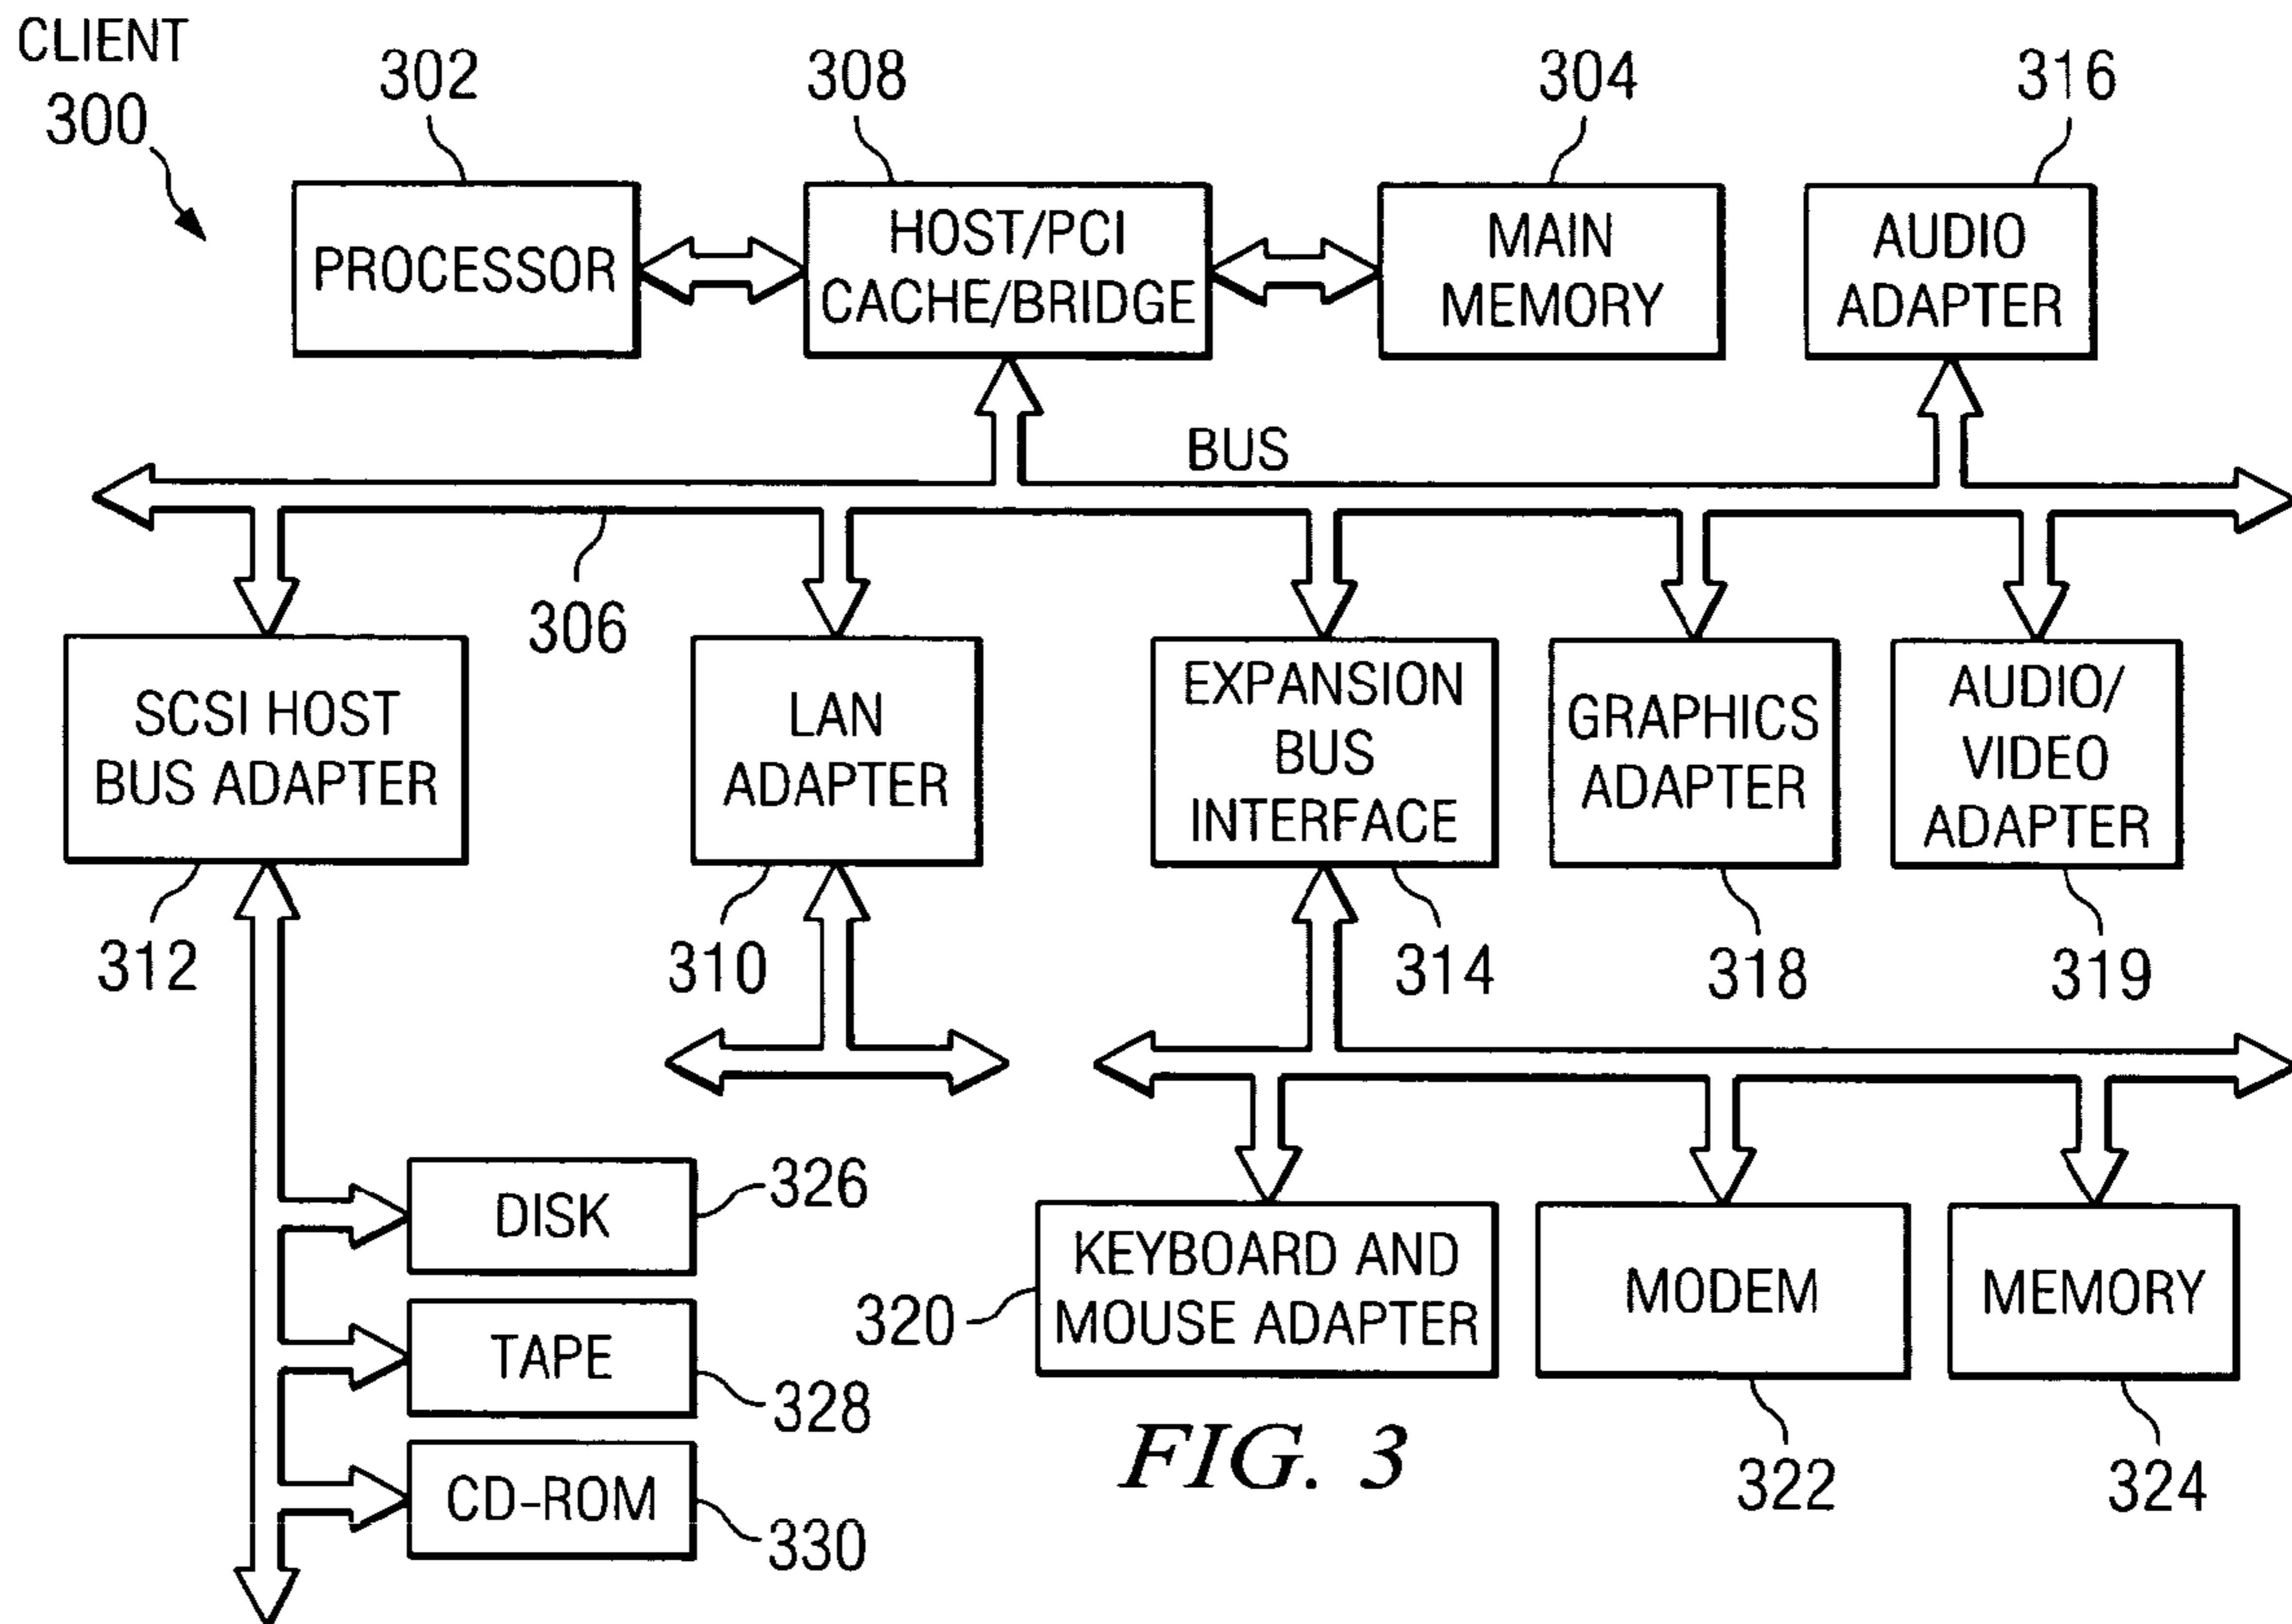 CLIENT
300
302
308
304
316
PROCESSOR
HOST/PCI
CACHE/BRIDGE
MAIN
MEMORY
AUDIO
ADAPTER
BUS
306
SCSI HOST
BUS ADAPTER
LAN
ADAPTER
EXPANSION
BUS
INTERFACE
GRAPHICS
ADAPTER
AUDIO/
VIDEO
ADAPTER
312
310
314
318
319
DISK
326
TAPE
328
CD-ROM
330
320
KEYBOARD AND
MOUSE ADAPTER
MODEM
MEMORY
322
324
FIG. 3